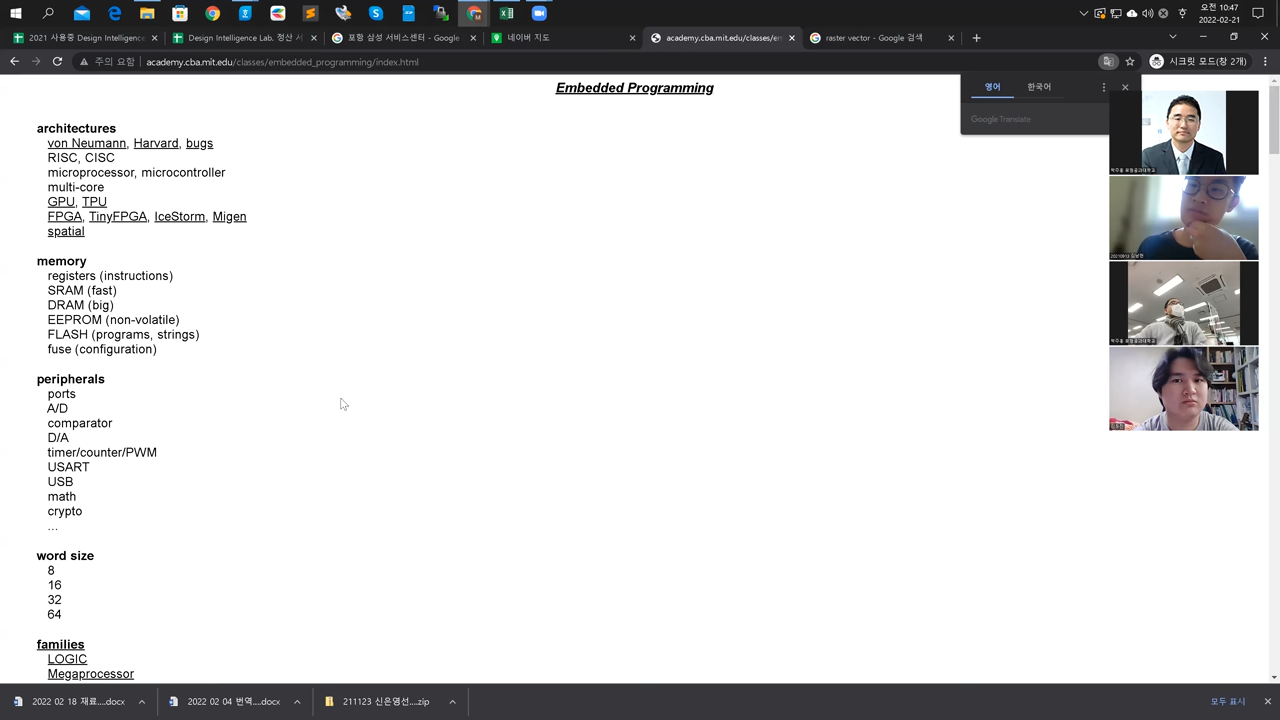 오전 10:47
2022-02-21
2021 사용중 Design Intelligence
Design Intelligence Lab. 정산 서
포항 삼성 서비스센터 - Google
네이버 지도
academy.cba.mit.edu/classes/em
raster vector - Google 검색
주의 요함
academy.cba.mit.edu/classes/embedded_programming/index.html
시크릿 모드(창 2개)
Embedded Programming
영어 한국어
Google Translate
architectures
von Neumann, Harvard, bugs
RISC, CISC
microprocessor, microcontroller
multi-core
GPU, TPU
FPGA, TinyFPGA, IceStorm, Migen
spatial
memory
registers (instructions)
SRAM (fast)
DRAM (big)
EEPROM (non-volatile)
FLASH (programs, strings)
fuse (configuration)
peripherals
ports
A/D
comparator
D/A
timer/counter/PWM
USART
USB
math
crypto
...
word size
8
16
32
64
families
LOGIC
Megaprocessor
2022 02 18 재료....docx
2022 02 04 번역....docx
211123 신은영선....zip
모두 표시